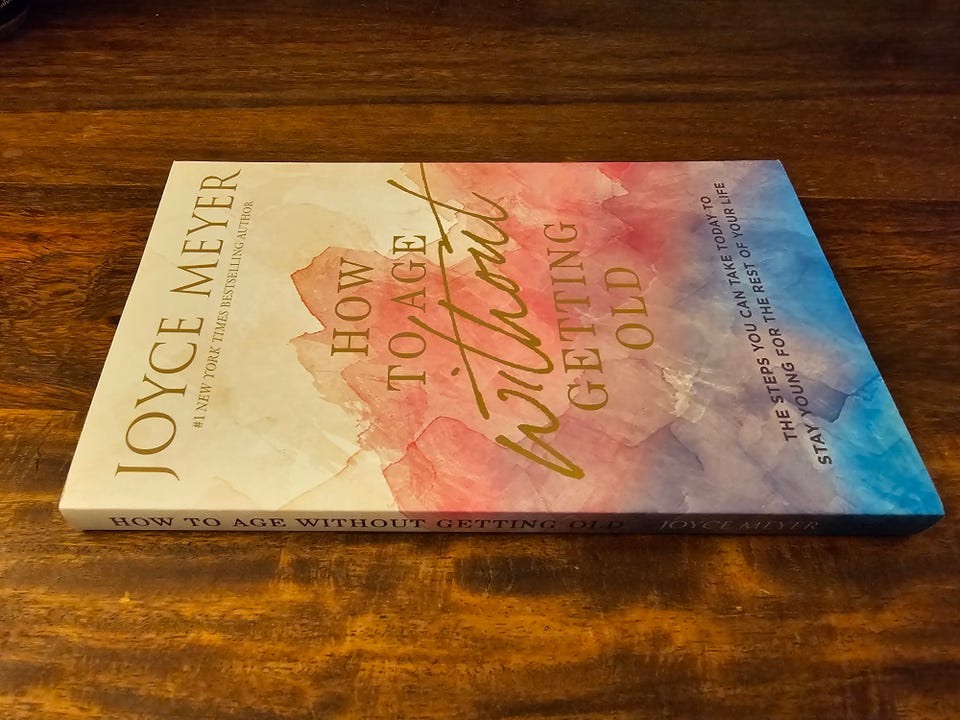 JOYCE MEYER
#1 NEW YORK TIMES BESTSELLING AUTHOR
HOW
TO AGE
without
GETTING
OLD
THE STEPS YOU CAN TAKE TODAY TO
STAY YOUNG FOR THE REST OF YOUR LIFE
HOW TO AGE WITHOUT GETTING OLD JOYCE MEYER